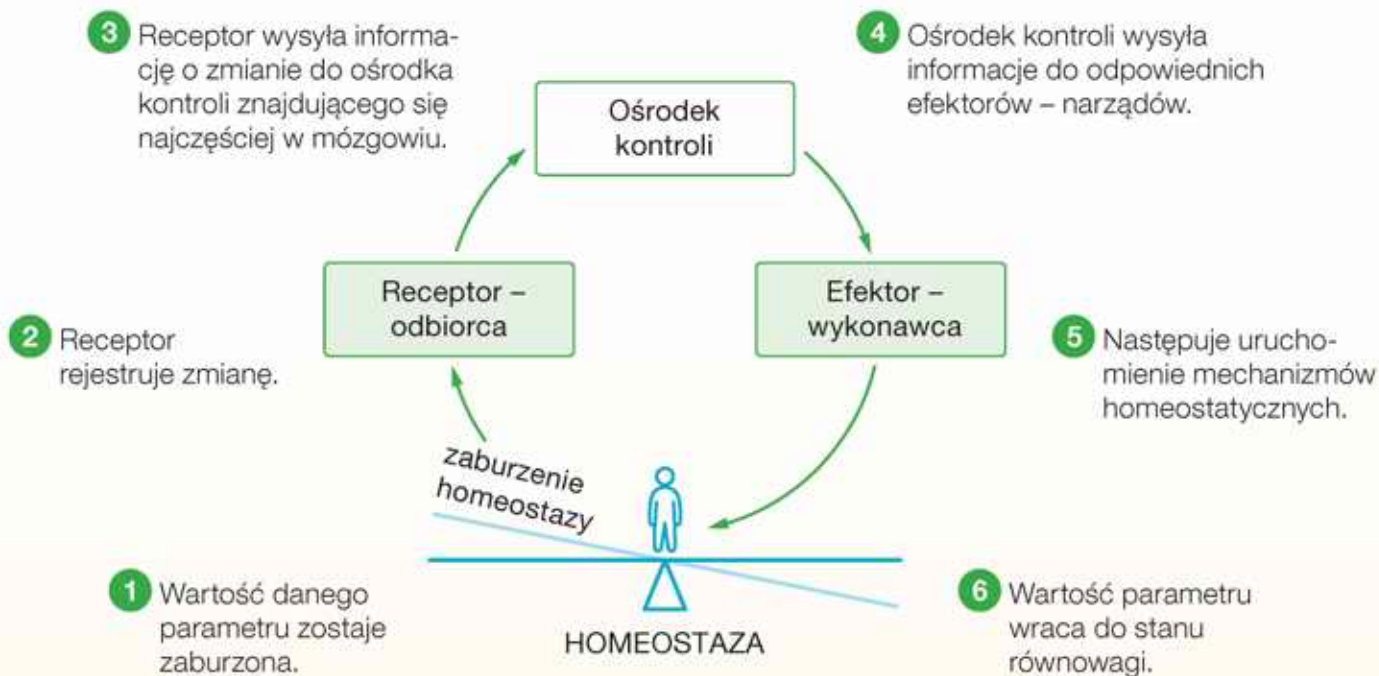 3 Receptor wysyła informa-
cję o zmianie do ośrodka
kontroli znajdującego się
najczęściej w mózgowiu.
4 Ośrodek kontroli wysyła
informacje do odpowiednich
efektorów – narządów.
Ośrodek
kontroli
Receptor –
odbiorca
Efektor –
wykonawca
2 Receptor
rejestruje zmianę.
5 Następuje urucho-
mienie mechanizmów
homeostatycznych.
zaburzenie
homeostazy
1 Wartość danego
parametru zostaje
zaburzona.
HOMEOSTAZA
6 Wartość parametru
wraca do stanu
równowagi.